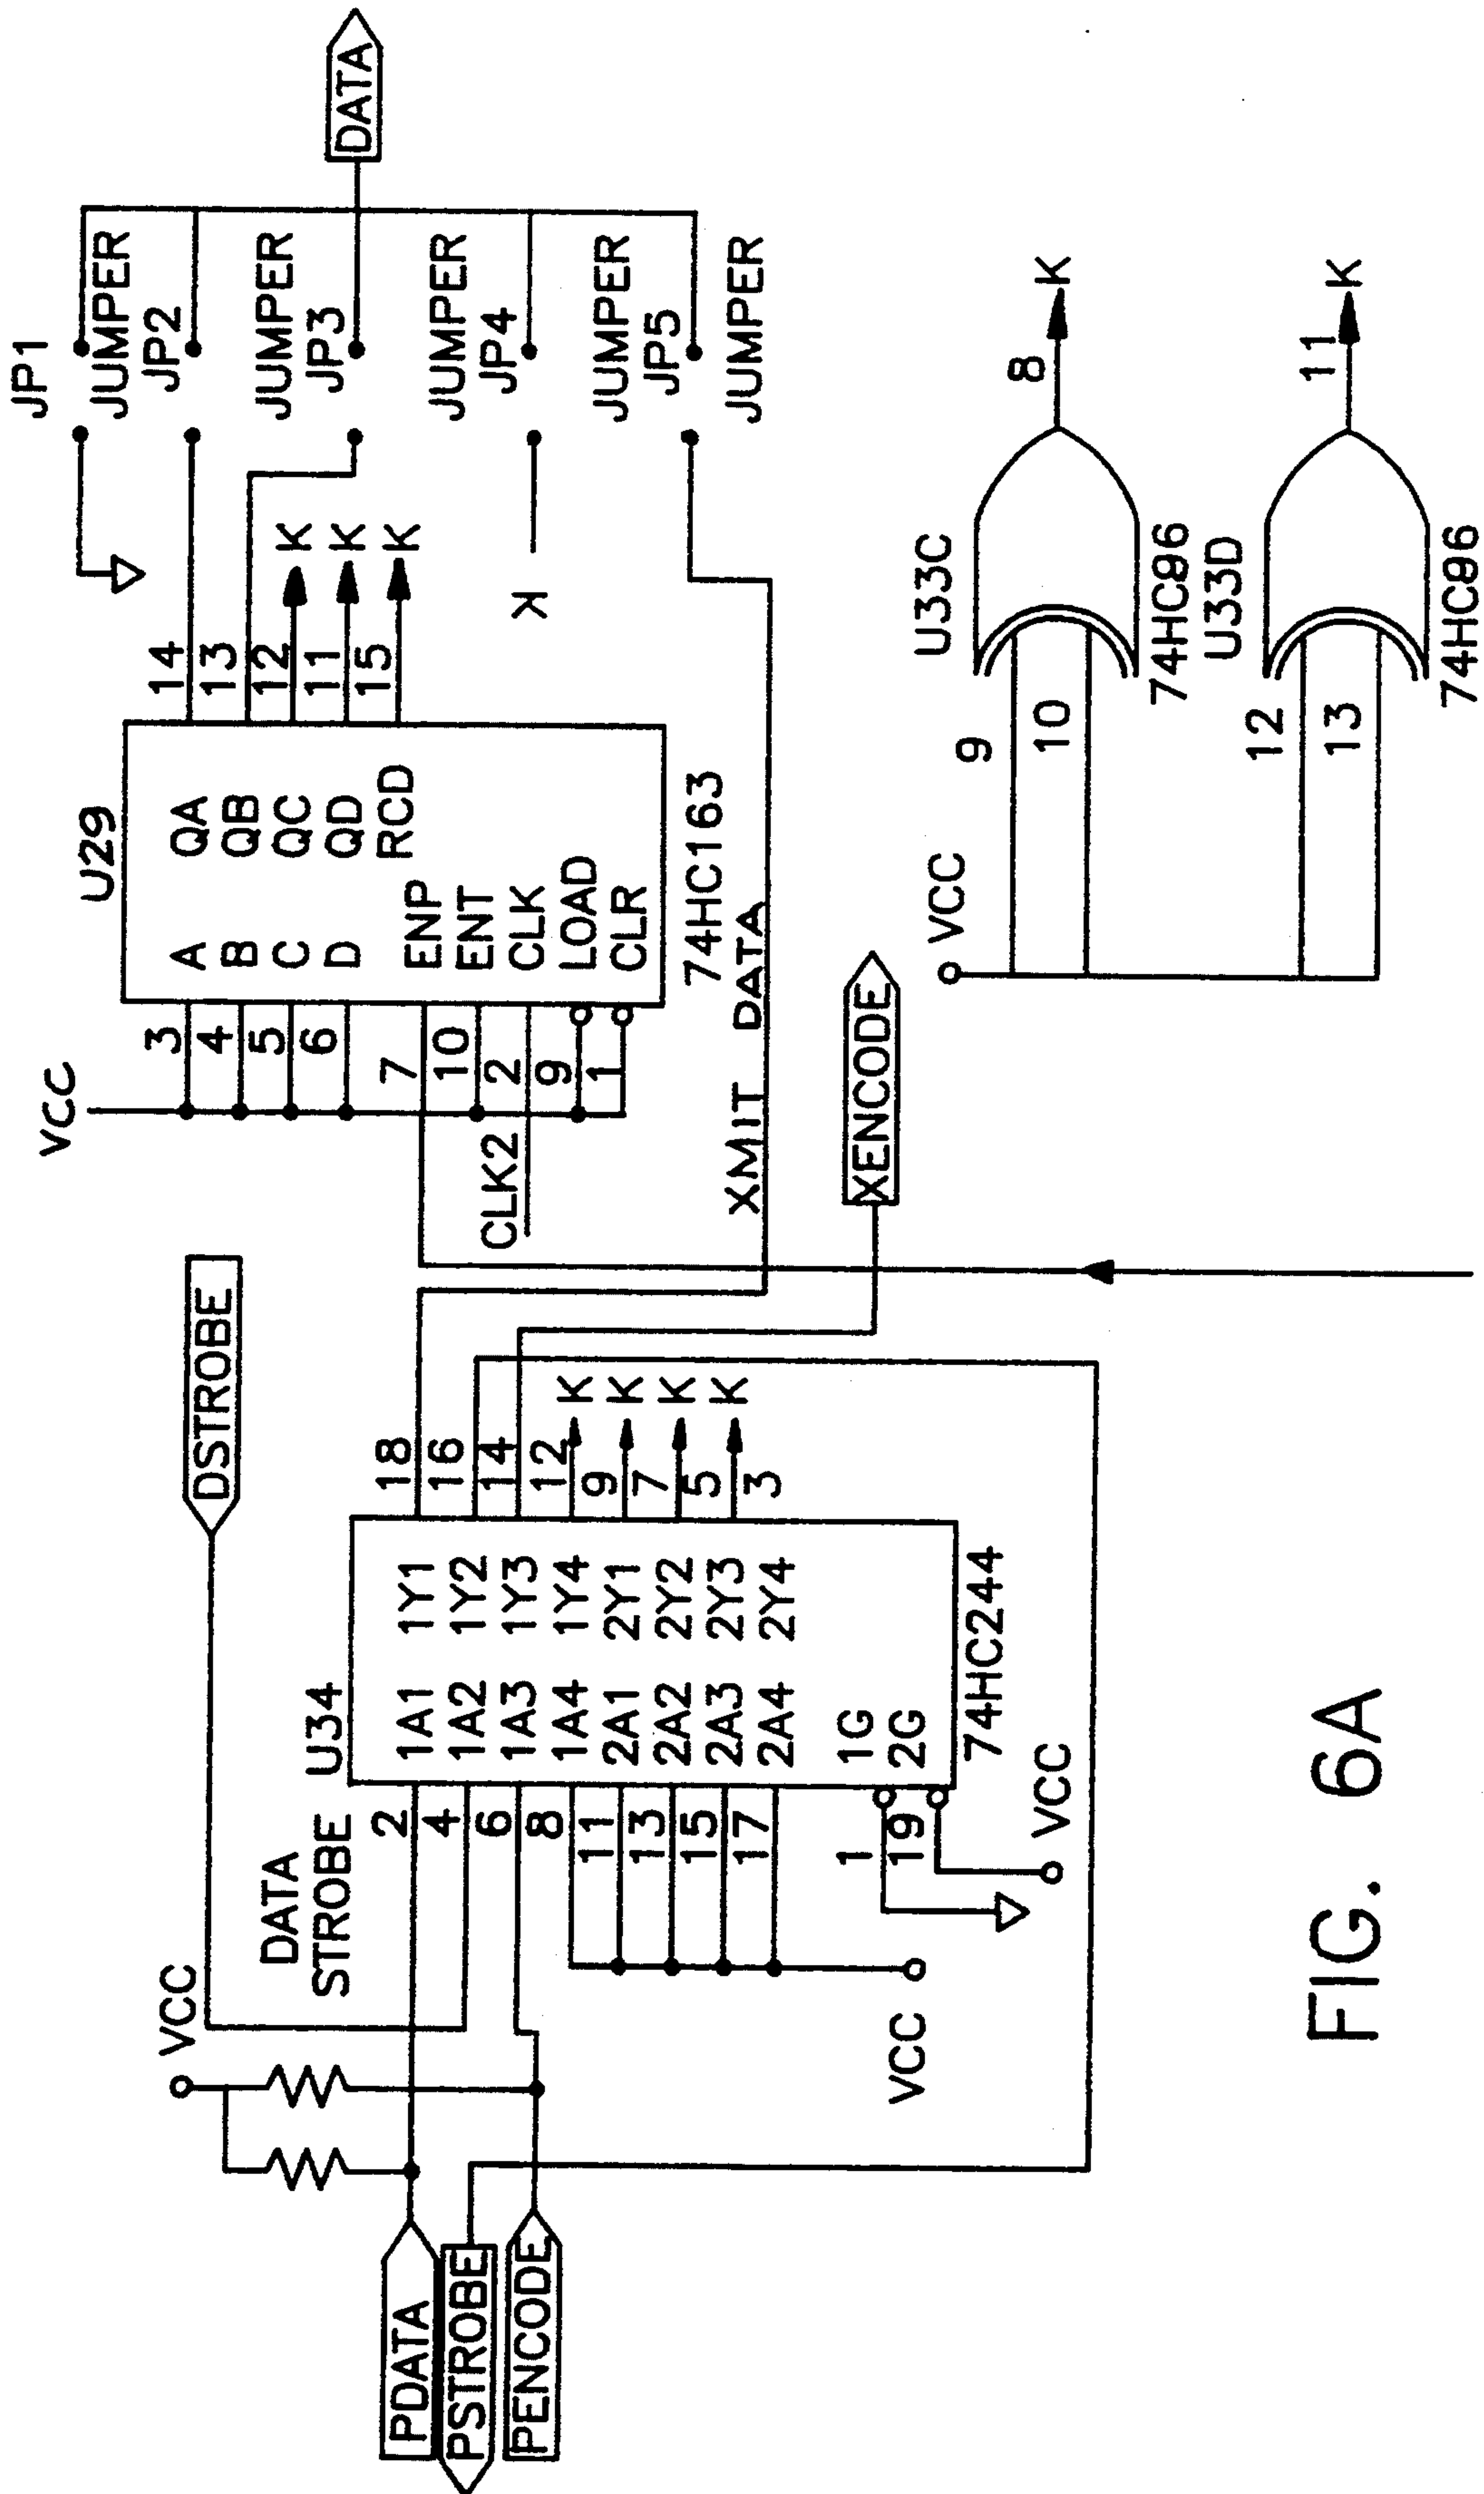 JP1
JUMPER
JP2
JUMPER
JP3
JUMPER
JP4
JUMPER
JP5
JUMPER
DATA
VCC
U29
3 A QA 14
4 B QB 13
5 C QC 12 K
6 D QD 11 K
RCD 15 K
7 ENP
10 ENT
CLK2 2 CLK
9 LOAD
1 CLR
74HC163
K
XMIT DATA
DSTROBE
VCC
DATA
STROBE
U34
PDATA
PSTROBE
PENCODE
2 1A1 1Y1 18
4 1A2 1Y2 16
6 1A3 1Y3 14
8 1A4 1Y4 12 K
11 2A1 2Y1 9 K
13 2A2 2Y2 7 K
15 2A3 2Y3 5 K
17 2A4 2Y4 3
1 1G
19 2G
74HC244
VCC
VCC
XENCODE
VCC
U33C
9
10
8 K
74HC86
U33D
12
13
11 K
74HC86
FIG. 6A